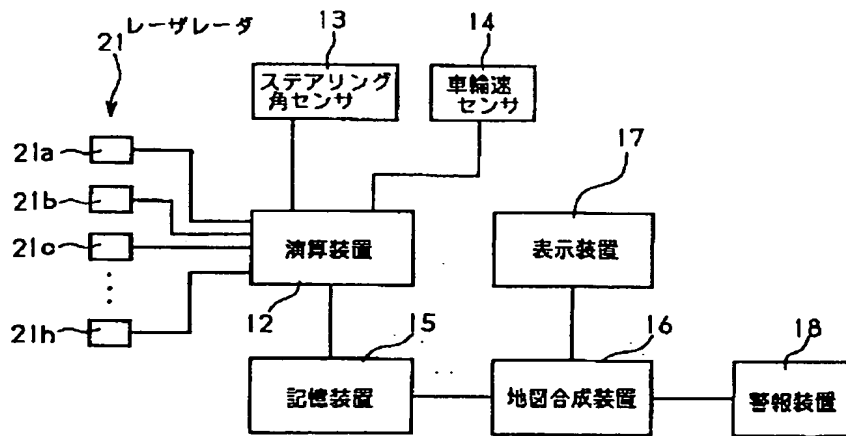 レーザレーダ
21
13
14
ステアリング
角センサ
車輪速
センサ
21a
21b
21c
21h
17
演算装置
表示装置
12
15
16
18
記憶装置
地図合成装置
警報装置